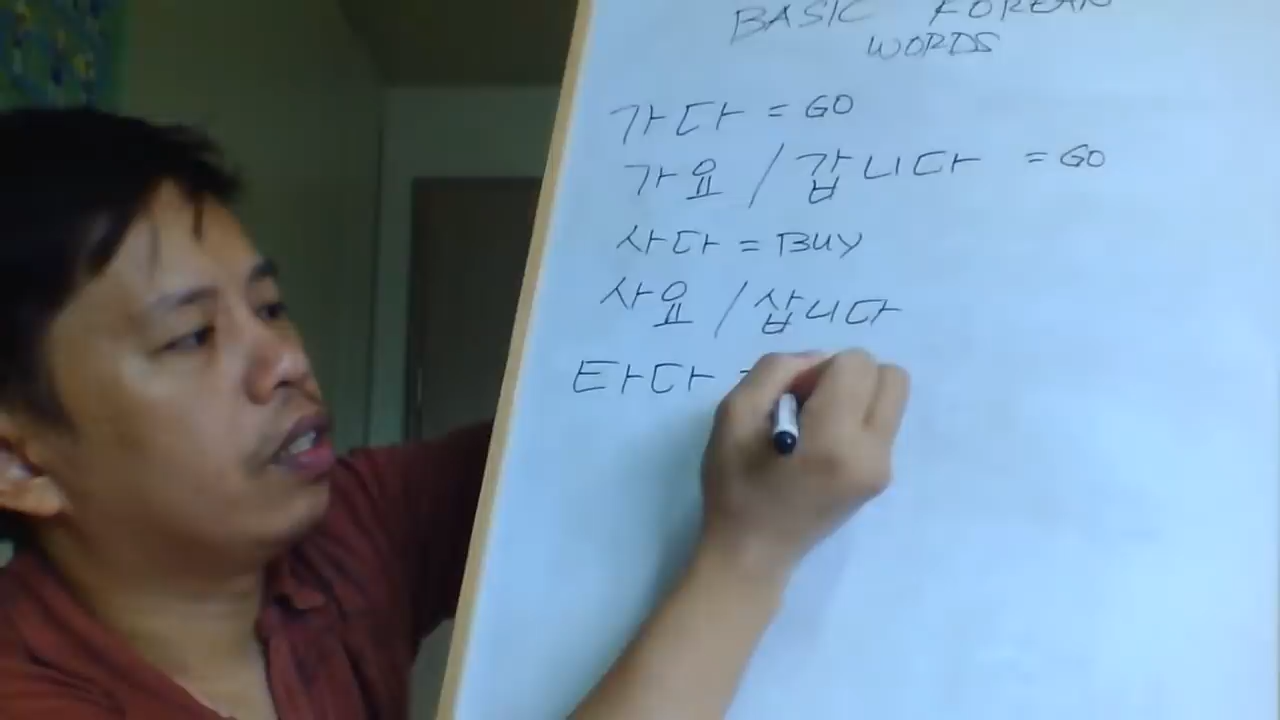 BASIC KOREAN
WORDS
가다 = GO
가요 / 갑니다 = GO
사다 = BUY
사요 / 삽니다
타다 =